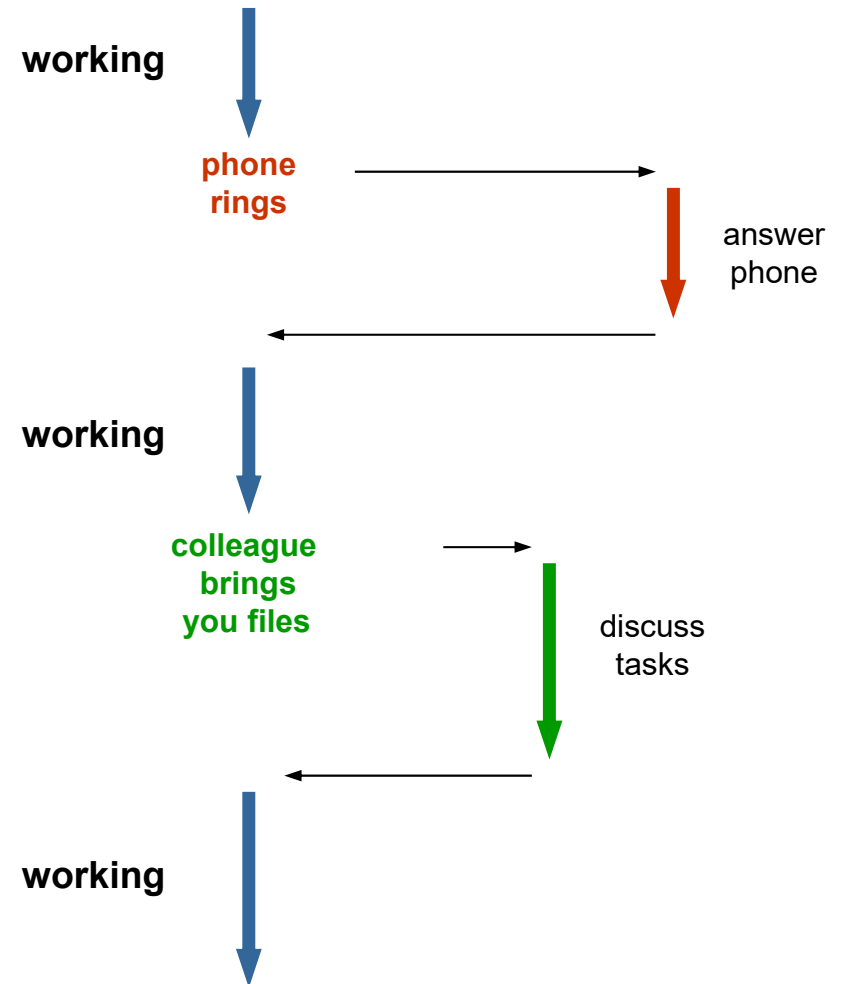 working
phone
rings
answer
phone
working
colleague
brings
you files
discuss
tasks
working